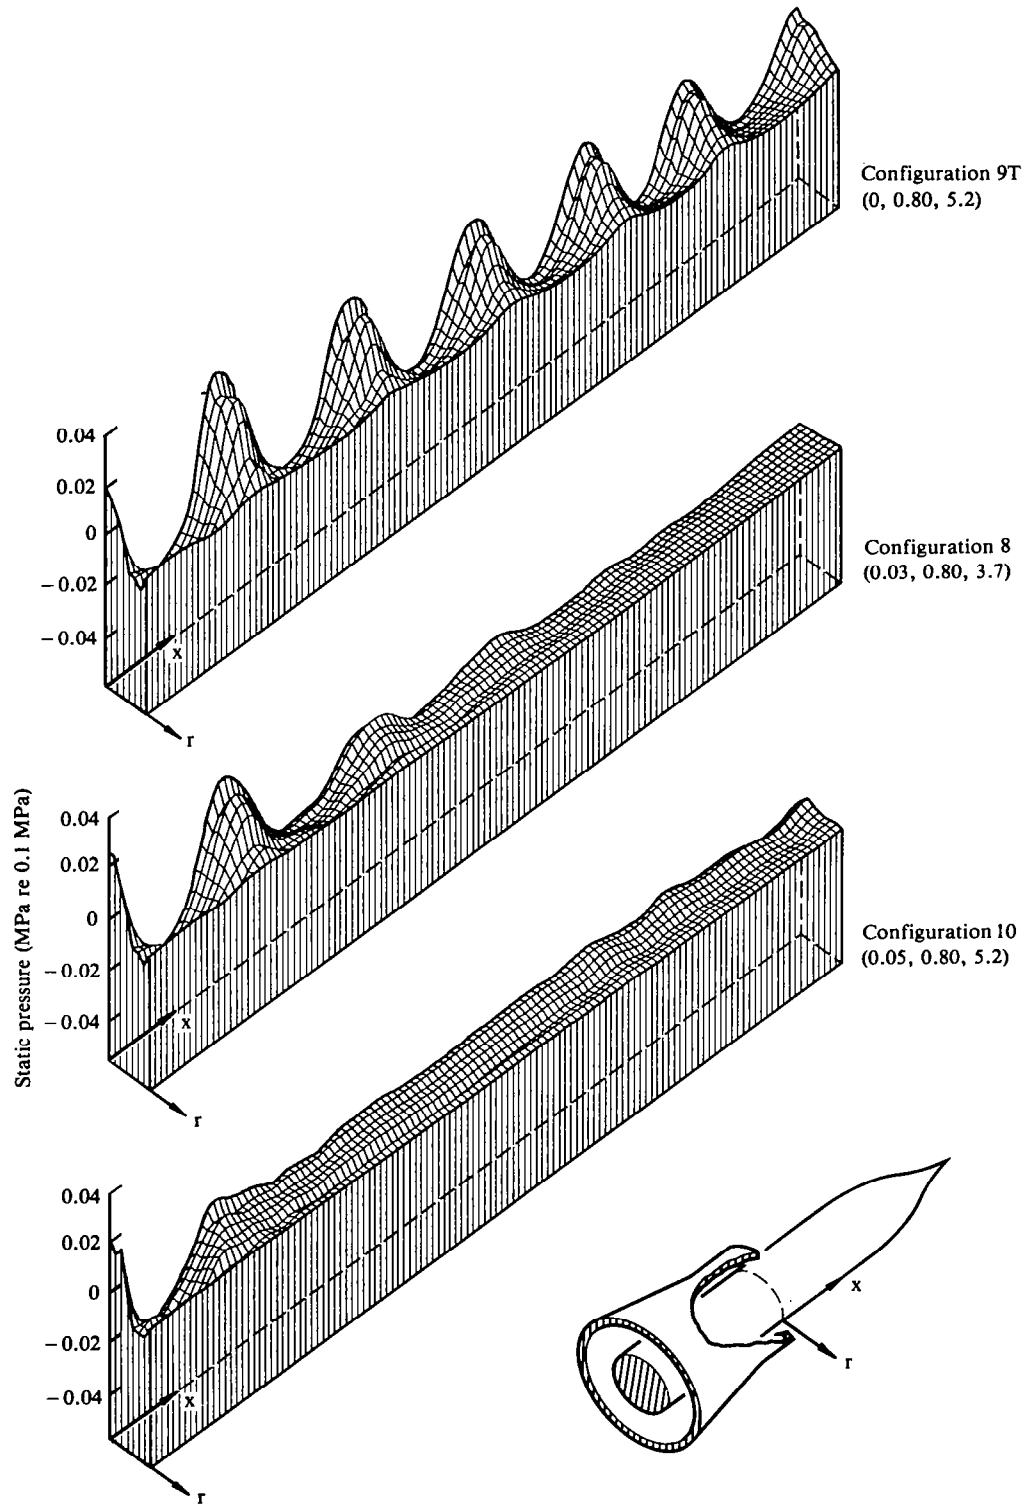 Configuration 9T
(0, 0.80, 5.2)
0.04
0.02
0
−0.02
−0.04
x
r
Configuration 8
(0.03, 0.80, 3.7)
Static pressure (MPa re 0.1 MPa)
0.04
0.02
0
−0.02
−0.04
x
r
Configuration 10
(0.05, 0.80, 5.2)
0.04
0.02
0
−0.02
−0.04
x
r
x
r